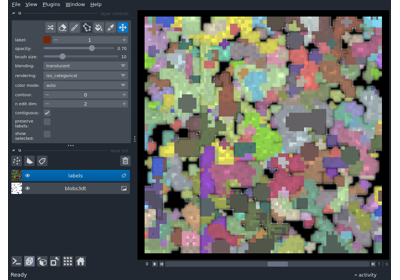 File View Plugins Window Help
label: 1
opacity: 0.70
brush size: 10
blending: translucent
rendering: iso_categorical
color mode: auto
contour: 0
n edit dim: 2
contiguous:
preserve
labels:
show
selected:
labels
blobs3dt
Ready
activity